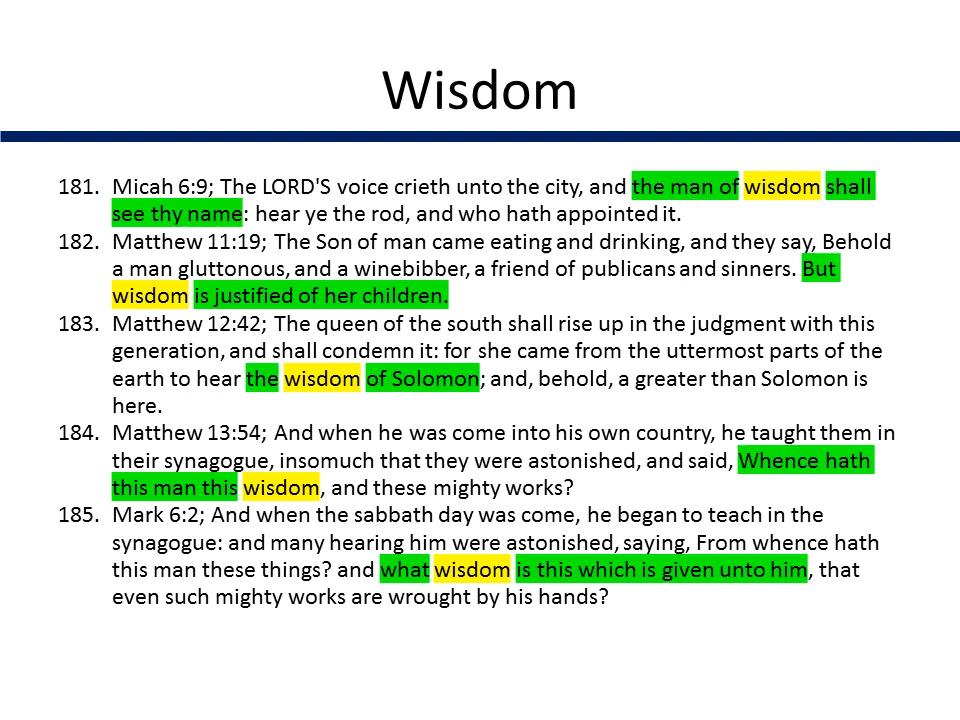 Wisdom
181. Micah 6:9; The LORD'S voice crieth unto the city, and the man of wisdom shall
see thy name: hear ye the rod, and who hath appointed it.
182. Matthew 11:19; The Son of man came eating and drinking, and they say, Behold
a man gluttonous, and a winebibber, a friend of publicans and sinners. But
wisdom is justified of her children.
183. Matthew 12:42; The queen of the south shall rise up in the judgment with this
generation, and shall condemn it: for she came from the uttermost parts of the
earth to hear the wisdom of Solomon; and, behold, a greater than Solomon is
here.
184. Matthew 13:54; And when he was come into his own country, he taught them in
their synagogue, insomuch that they were astonished, and said, Whence hath
this man this wisdom, and these mighty works?
185. Mark 6:2; And when the sabbath day was come, he began to teach in the
synagogue: and many hearing him were astonished, saying, From whence hath
this man these things? and what wisdom is this which is given unto him, that
even such mighty works are wrought by his hands?